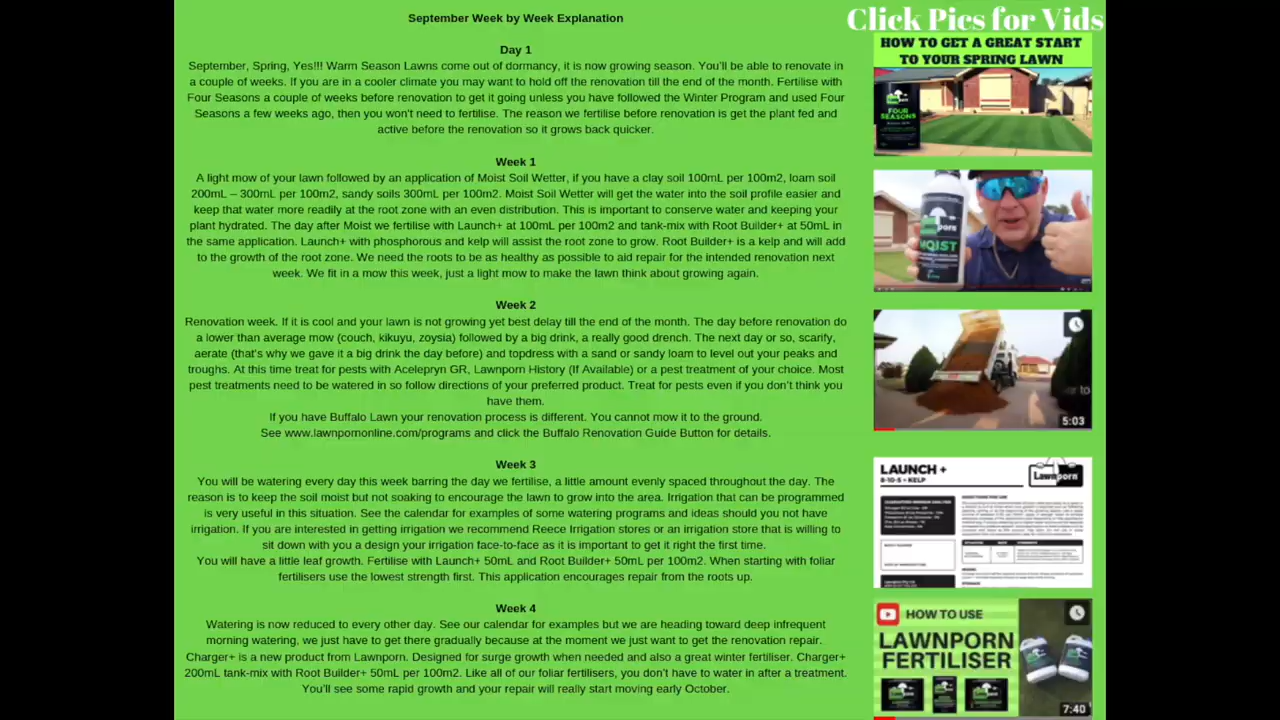 September Week by Week Explanation
Click Pics for Vids
Day 1
September, Spring, Yes!!! Warm Season Lawns come out of dormancy, it is now growing season. You'll be able to renovate in
a couple of weeks. If you are in a cooler climate you may want to hold off the renovation till the end of the month. Fertilise with
Four Seasons a couple of weeks before renovation to get it going unless you have followed the Winter Program and used Four
Seasons a few weeks ago, then you won't need to fertilise. The reason we fertilise before renovation is get the plant fed and
active before the renovation so it grows back quicker.
Week 1
A light mow of your lawn followed by an application of Moist Soil Wetter, if you have a clay soil 100mL per 100m2, loam soil
200mL – 300mL per 100m2, sandy soils 300mL per 100m2. Moist Soil Wetter will get the water into the soil profile easier and
keep that water more readily at the root zone with an even distribution. This is important to conserve water and keeping your
plant hydrated. The day after Moist we fertilise with Launch+ at 100mL per 100m2 and tank-mix with Root Builder+ at 50mL in
the same application. Launch+ with phosphorous and kelp will assist the root zone to grow. Root Builder+ is a kelp and will add
to the growth of the root zone. We need the roots to be as healthy as possible to aid repair for the intended renovation next
week. We fit in a mow this week, just a light mow to make the lawn think about growing again.
Week 2
Renovation week. If it is cool and your lawn is not growing yet best delay till the end of the month. The day before renovation do
a lower than average mow (couch, kikuyu, zoysia) followed by a big drink, a really good drench. The next day or so, scarify,
aerate (that's why we gave it a big drink the day before) and topdress with a sand or sandy loam to level out your peaks and
troughs. At this time treat for pests with Acelepryn GR, Lawnporn History (If Available) or a pest treatment of your choice. Most
pest treatments need to be watered in so follow directions of your preferred product. Treat for pests even if you don't think you
have them.
If you have Buffalo Lawn your renovation process is different. You cannot mow it to the ground.
See www.lawnpornonline.com/programs and click the Buffalo Renovation Guide Button for details.
Week 3
You will be watering every day this week barring the day we fertilise, a little amount evenly spaced throughout the day. The
reason is to keep the soil moist but not soaking to encourage the lawn to grow into the area. Irrigation that can be programmed
is very useful in this situation. See the calendar for examples of some watering programs and ideas should you not have
irrigation. If you are considering irrigation we recommend Reece Irrigation stores or an irrigation store that is willing to
work with you a design your irrigation face-to-face as it is important to get it right the first time.
You will have a little leaf gaining. Fertilise with Launch+ 50mL and Root Builder+50mL per 100m2. When starting with foliar
fertilisers use the lowest strength first. This application encourages repair from the roots up.
Week 4
Watering is now reduced to every other day. See our calendar for examples but we are heading toward deep infrequent
morning watering, we just have to get there gradually because at the moment we just want to get the renovation repair.
Charger+ is a new product from Lawnporn. Designed for surge growth when needed and also a great winter fertiliser. Charger+
200mL tank-mix with Root Builder+ 50mL per 100m2. Like all of our foliar fertilisers, you don't have to water in after a treatment.
You'll see some rapid growth and your repair will really start moving early October.
HOW TO GET A GREAT START
TO YOUR SPRING LAWN
FOUR
SEASONS
MOIST
5:03
LAUNCH +
8-10-5 + KELP
Lawnporn
HOW TO USE
LAWNPORN
FERTILISER
7:40